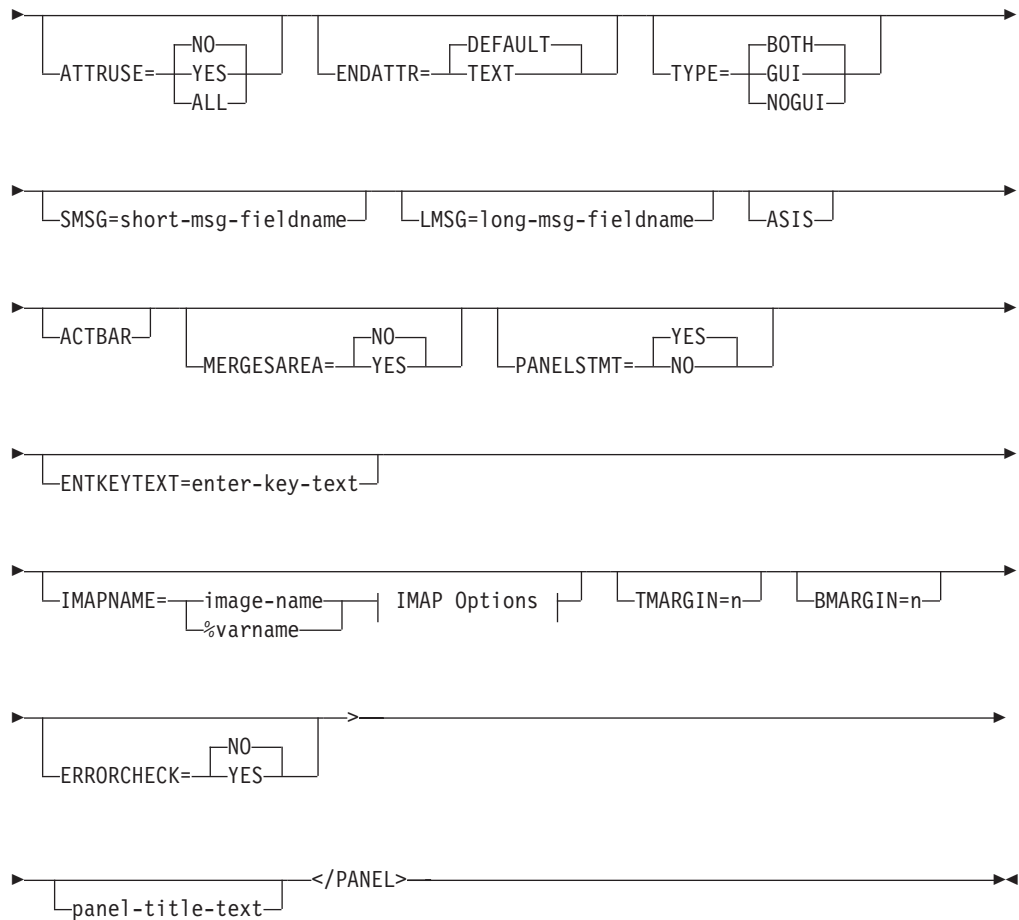 NO DEFAULT BOTH
ATTRUSE= YES ENDATTR= TEXT TYPE= GUI
ALL NOGUI
SMSG=short-msg-fieldname LMSG=long-msg-fieldname ASIS
ACTBAR NO YES
MERGESAREA= YES PANELSTMT= NO
ENTKEYTEXT=enter-key-text
IMAPNAME= image-name IMAP Options TMARGIN=n BMARGIN=n
%varname
>
NO
ERRORCHECK= YES
</PANEL>
panel-title-text